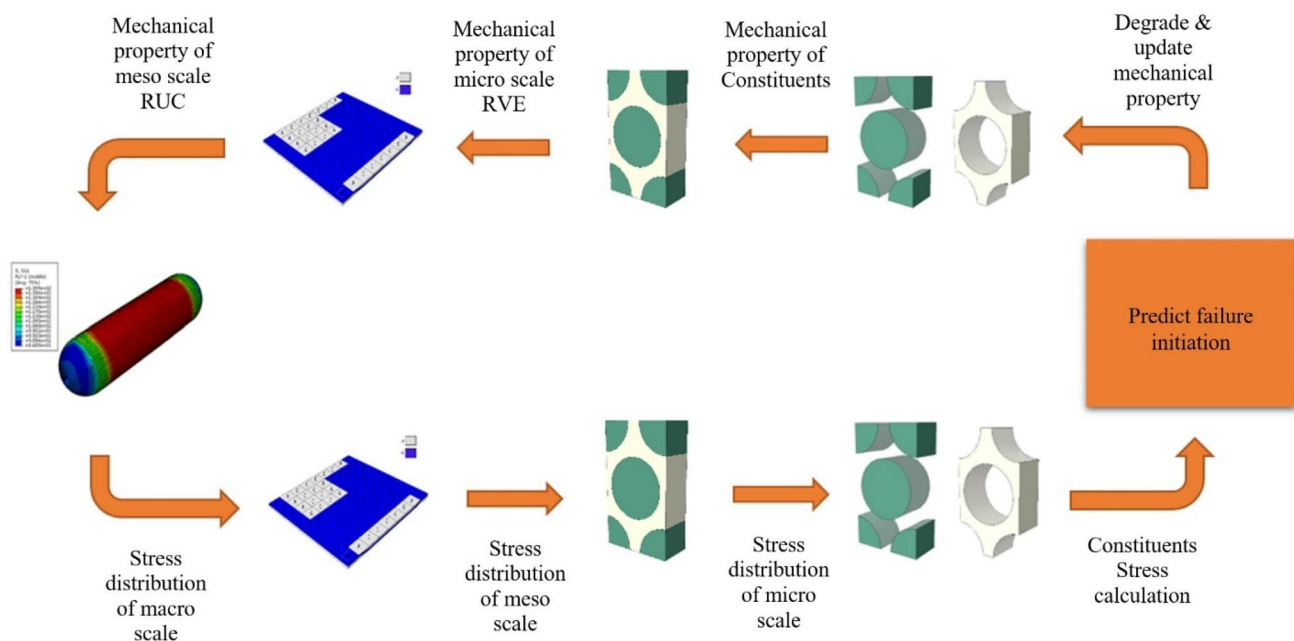 Mechanical
property of
meso scale
RUC
Mechanical
property of
micro scale
RVE
Mechanical
property of
Constituents
Degrade &
update
mechanical
property
Predict failure
initiation
Stress
distribution
of macro
scale
Stress
distribution
of meso
scale
Stress
distribution
of micro
scale
Constituents
Stress
calculation